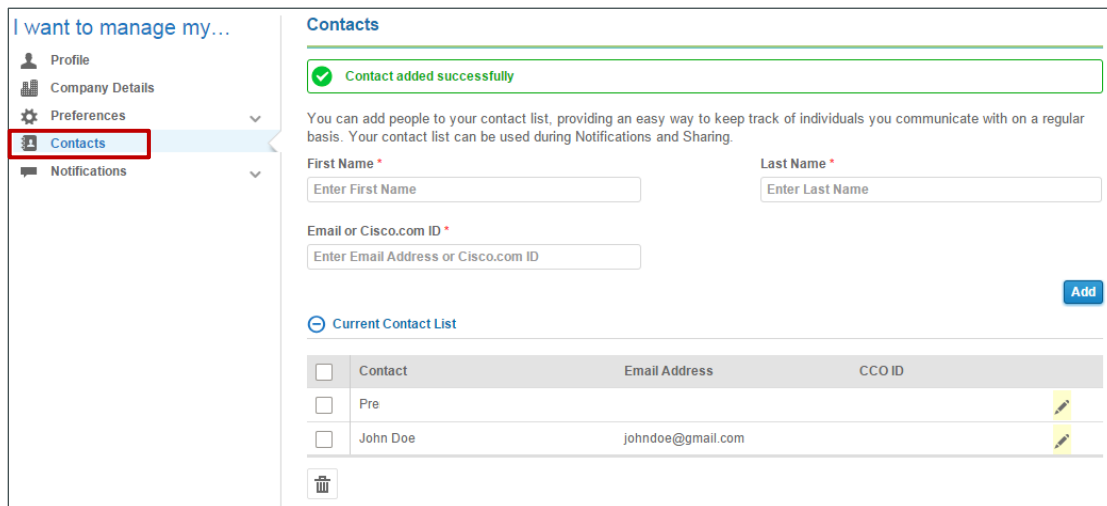 I want to manage my...
Profile
Company Details
Preferences
Contacts
Notifications
Contacts
Contact added successfully
You can add people to your contact list, providing an easy way to keep track of individuals you communicate with on a regular
basis. Your contact list can be used during Notifications and Sharing.
First Name * Last Name *
Enter First Name Enter Last Name
Email or Cisco.com ID *
Enter Email Address or Cisco.com ID
Add
Current Contact List
Contact Email Address CCO ID
Pre
John Doe johndoe@gmail.com